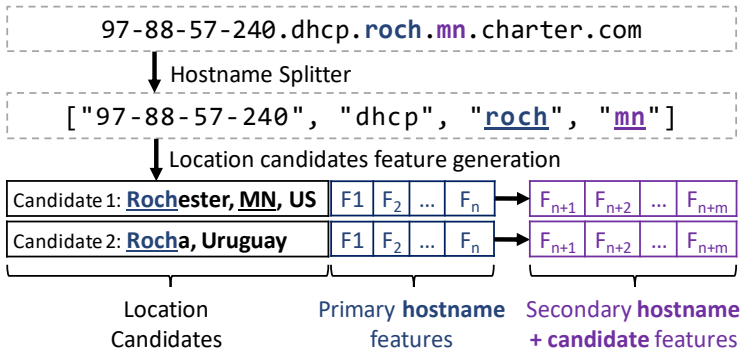 97-88-57-240.dhcp.roch.mn.charter.com
Hostname Splitter
["97-88-57-240", "dhcp", "roch", "mn"]
Location candidates feature generation
Candidate 1: Rochester, MN, US F1 F2 ... Fn Fn+1 Fn+2 ... Fn+m
Candidate 2: Rocha, Uruguay F1 F2 ... Fn Fn+1 Fn+2 ... Fn+m
Location Primary hostname Secondary hostname
Candidates features + candidate features